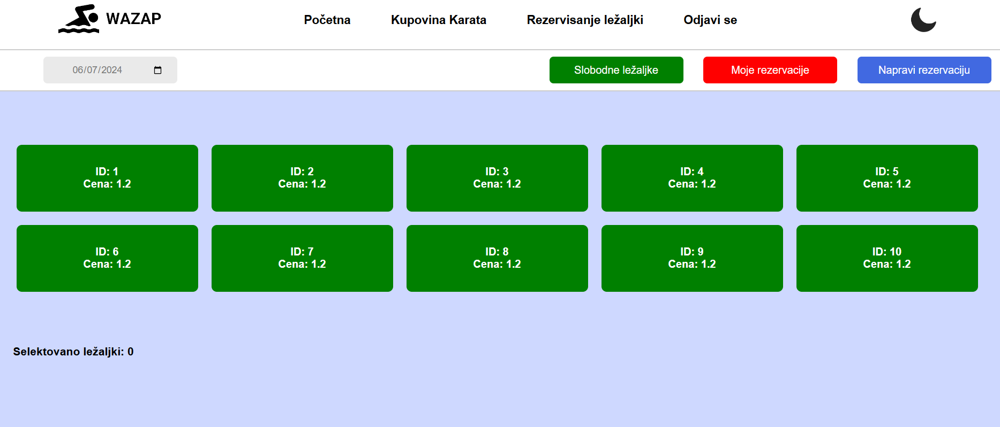 WAZAP
Početna
Kupovina Karata
Rezervisanje ležaljki
Odjavi se
06/07/2024
Slobodne ležaljke
Moje rezervacije
Napravi rezervaciju
ID: 1
Cena: 1.2
ID: 2
Cena: 1.2
ID: 3
Cena: 1.2
ID: 4
Cena: 1.2
ID: 5
Cena: 1.2
ID: 6
Cena: 1.2
ID: 7
Cena: 1.2
ID: 8
Cena: 1.2
ID: 9
Cena: 1.2
ID: 10
Cena: 1.2
Selektovano ležaljki: 0